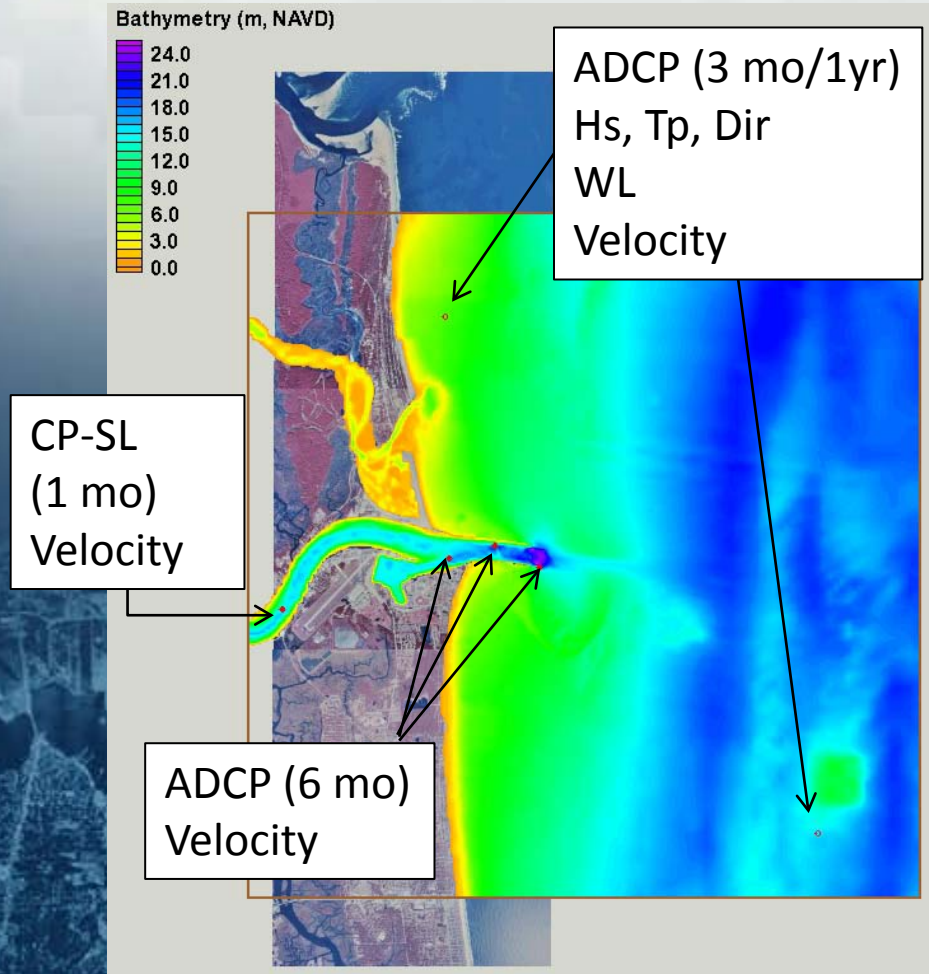 Bathymetry (m, NAVD)
24.0
21.0
18.0
15.0
12.0
9.0
6.0
3.0
0.0
ADCP (3 mo/1yr)
Hs, Tp, Dir
WL
Velocity
CP-SL
(1 mo)
Velocity
ADCP (6 mo)
Velocity